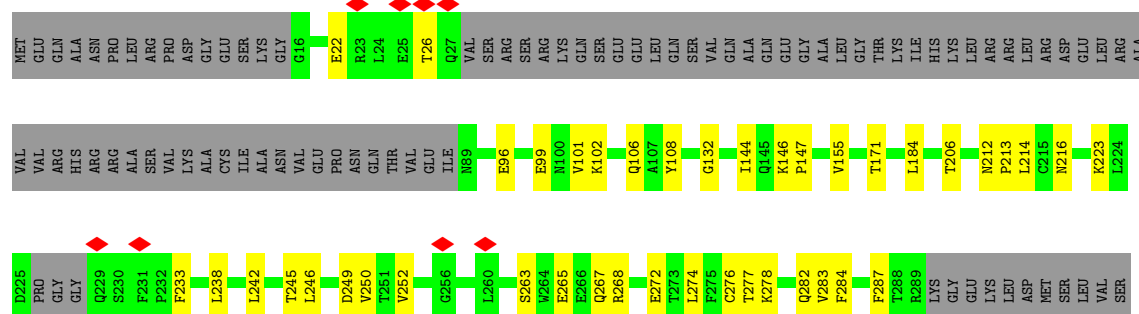 MET GLU GLN ALA ASN PRO LEU ARG PRO ASP GLY GLU SER LYS GLY G16 E22 R23 L24 E25 T26 Q27 VAL SER ARG SER ARG LYS GLN SER GLU GLU LEU GLN SER VAL GLN ALA GLN GLU GLY ALA LEU GLY THR LYS ILE HIS LYS LEU ARG ARG LEU ARG ASP GLU LEU ARG ALA
VAL VAL ARG HIS ARG ARG ALA SER VAL LYS ALA CYS ILE ALA ASN VAL GLU PRO ASN GLN THR VAL GLU ILE N89 E96 E99 N100 V101 K102 Q106 A107 Y108 G132 I144 Q145 K146 P147 V155 T171 L184 T206 N212 P213 L214 C215 N216 K223 L224
D225 PRO GLY GLY Q229 S230 F231 P232 F233 L238 L242 T245 L246 D249 V250 T251 V252 G256 L260 S263 W264 E265 E266 Q267 R268 E272 T273 L274 F275 C276 T277 K278 Q282 V283 F284 F287 T288 R289 LYS GLY GLU LYS LEU ASP MET SER LEU VAL SER